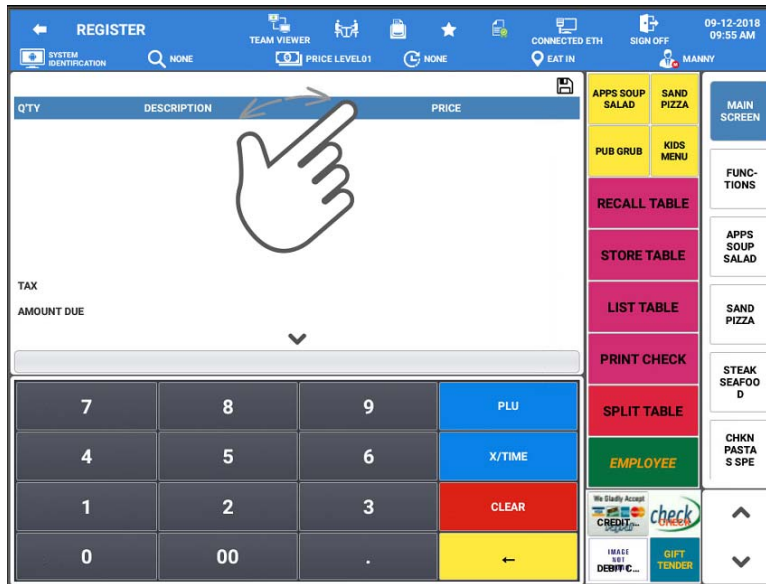 REGISTER
TEAM VIEWER
CONNECTED ETH
SIGN OFF
09-12-2018
09:55 AM
SYSTEM
IDENTIFICATION
NONE
PRICE LEVEL01
NONE
EAT IN
MANNY
Q'TY DESCRIPTION PRICE
TAX
AMOUNT DUE
7 8 9 PLU
4 5 6 X/TIME
1 2 3 CLEAR
0 00 . ←
APPS SOUP
SALAD
SAND
PIZZA
PUB GRUB
KIDS
MENU
RECALL TABLE
STORE TABLE
LIST TABLE
PRINT CHECK
SPLIT TABLE
EMPLOYEE
We Gladly Accept
CREDIT...
check
CHECK
IMAGE
NOT
DEBIT C...
GIFT
TENDER
MAIN
SCREEN
FUNC-
TIONS
APPS
SOUP
SALAD
SAND
PIZZA
STEAK
SEAFOO
D
CHKN
PASTA
S SPE